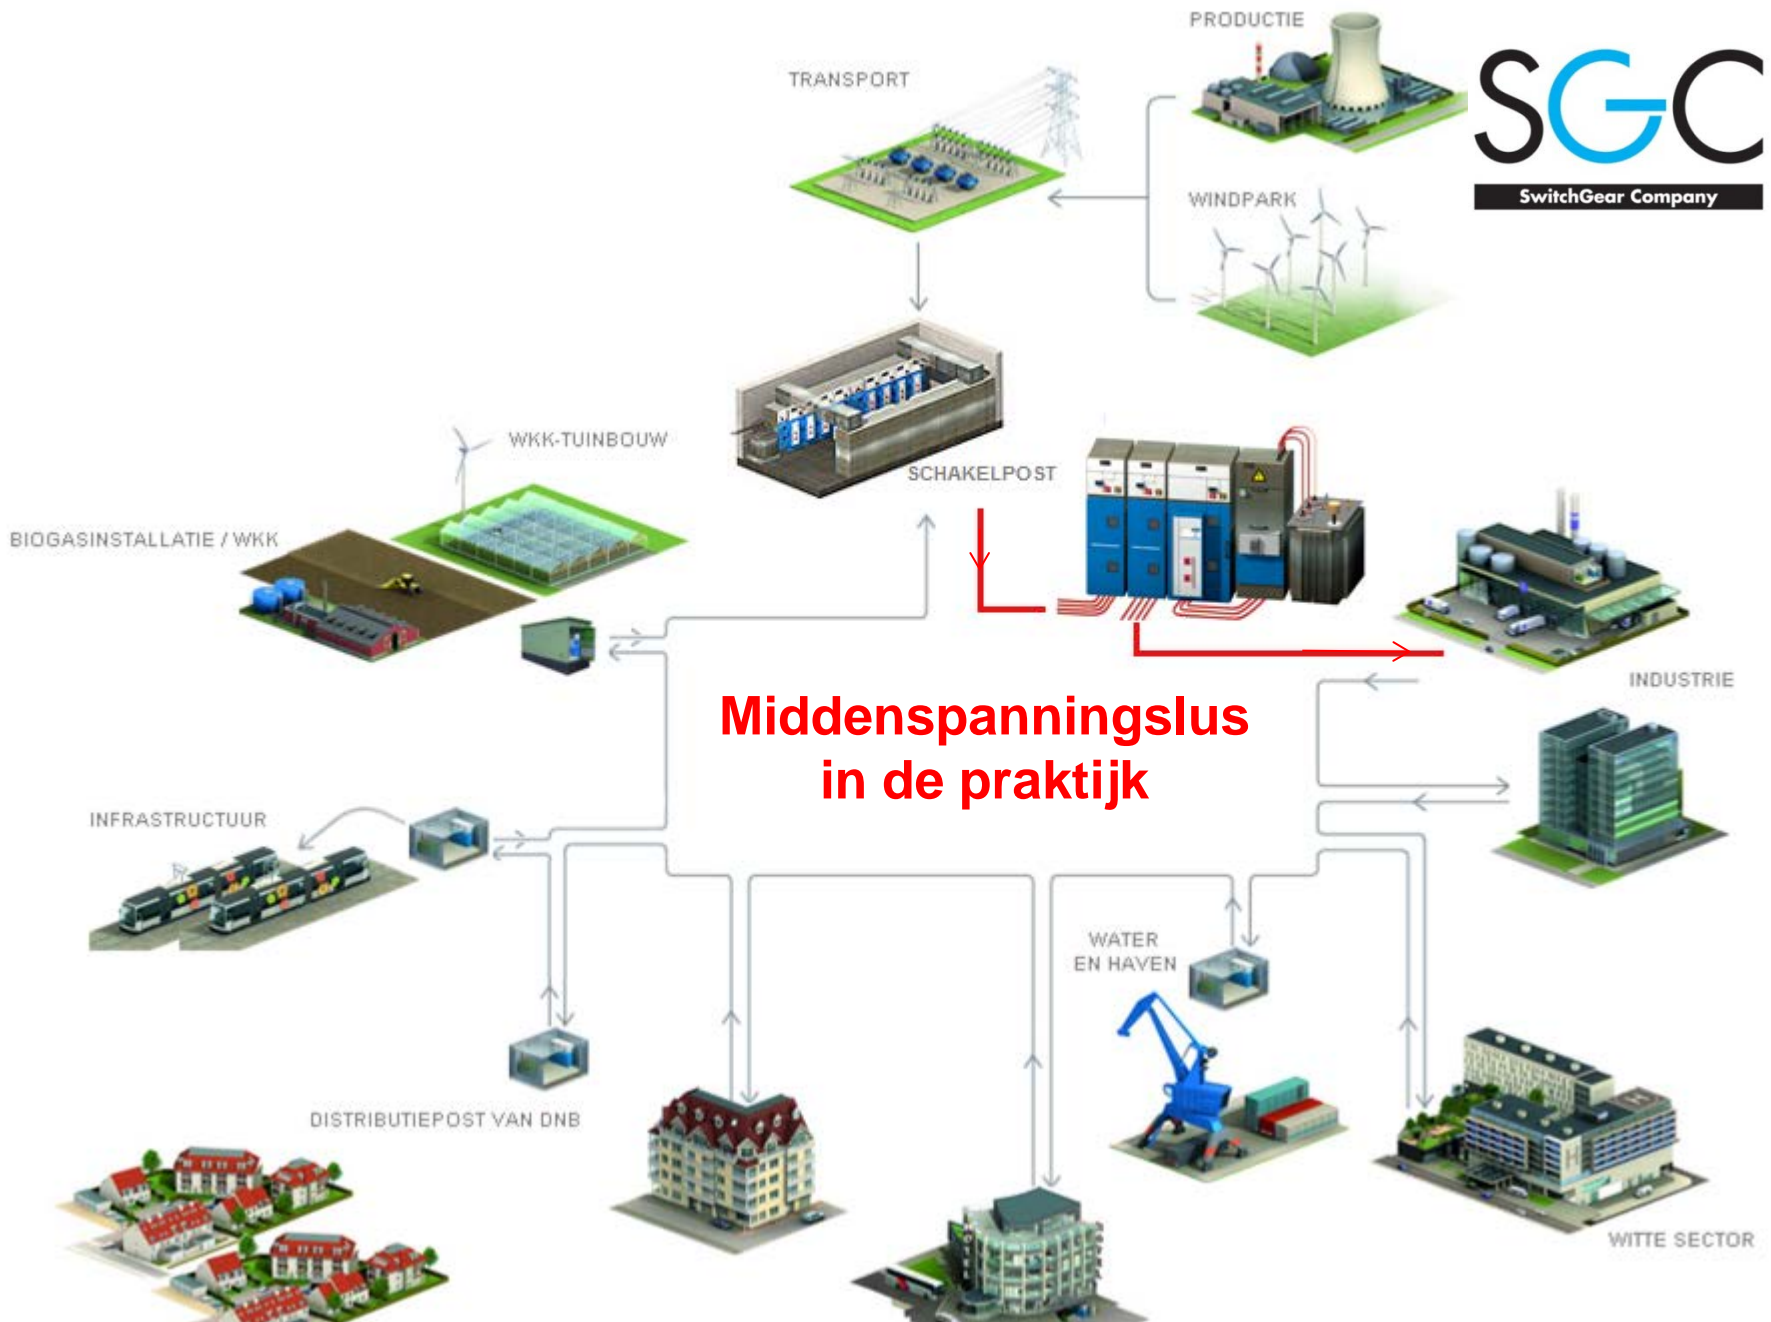 PRODUCTIE
SGC
SwitchGear Company
TRANSPORT
WINDPARK
WKK-TUINBOUW
SCHAKELPOST
BIOGASINSTALLATIE / WKK
INDUSTRIE
Middenspanningslus
in de praktijk
INFRASTRUCTUUR
WATER
EN HAVEN
DISTRIBUTIEPOST VAN DNB
H
H
WITTE SECTOR